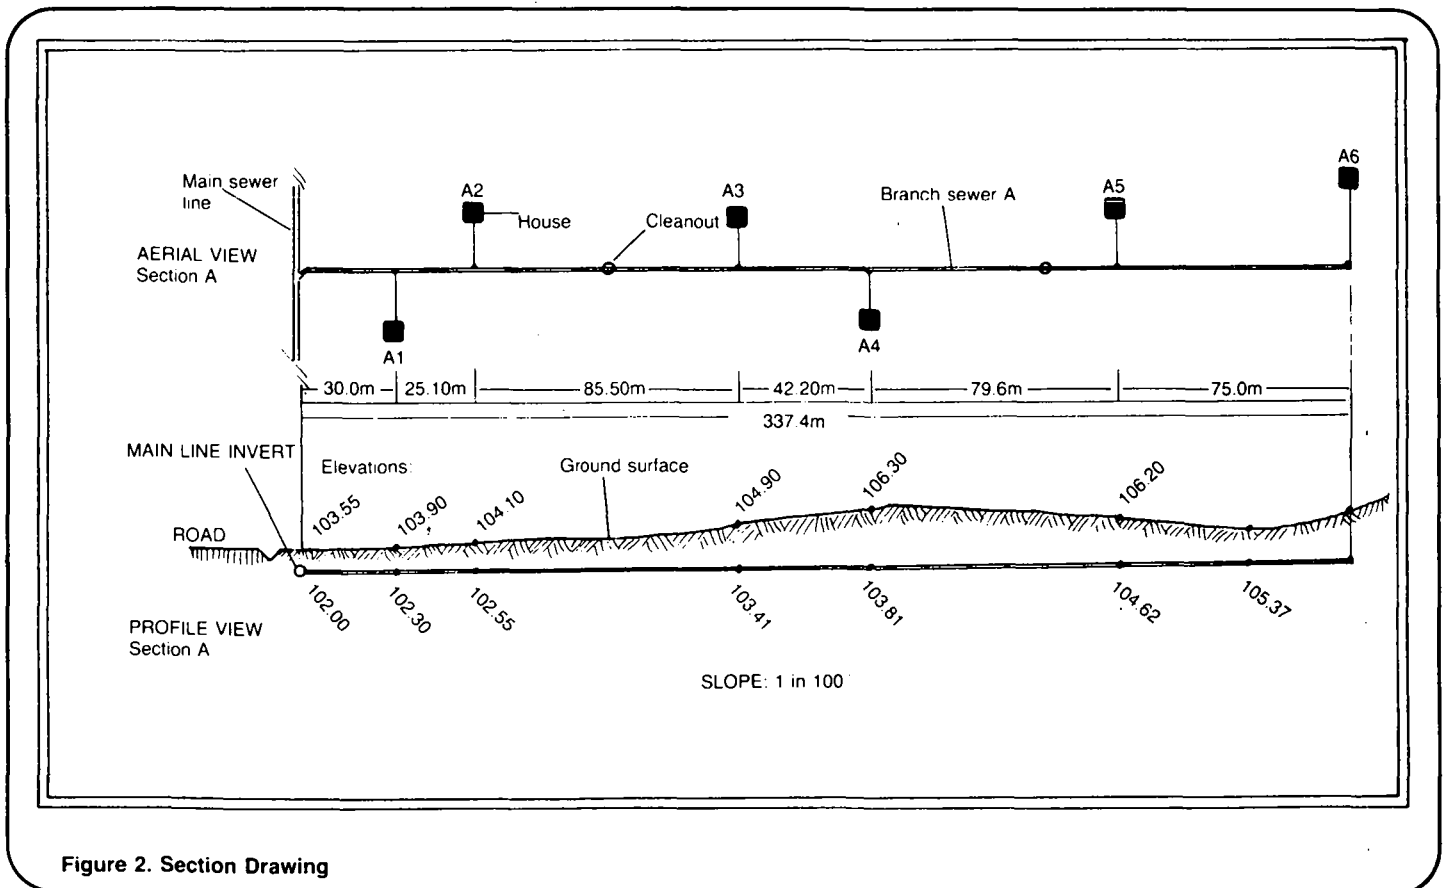 A6
Main sewer
line
A2
A3
Branch sewer A
A5
House
Cleanout
AERIAL VIEW
Section A
A1
A4
30.0m 25.10m 85.50m 42.20m 79.6m 75.0m
337.4m
MAIN LINE INVERT
Elevations:
Ground surface
103.55
103.90
104.10
104.90
106.30
106.20
ROAD
102.00
102.30
102.55
103.41
103.81
104.62
105.37
PROFILE VIEW
Section A
SLOPE: 1 in 100
Figure 2. Section Drawing